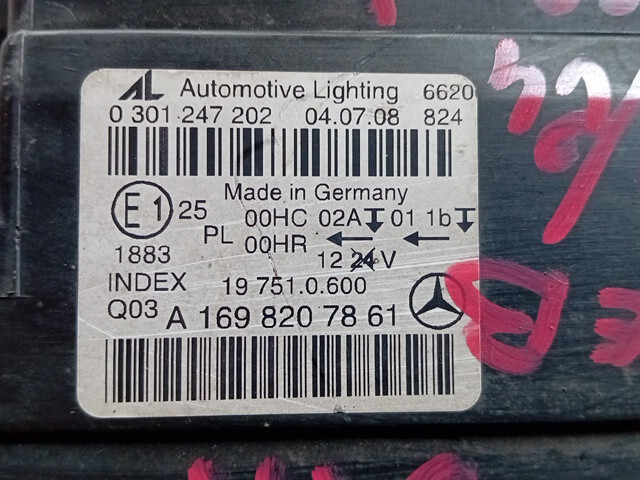 AL Automotive Lighting 6620
0 301 247 202 04.07.08 824
Made in Germany
E1 25 00HC 02A 01 1b
PL 00HR
1883 12 24 V
INDEX 19 751.0.600
Q03 A 169 820 78 61